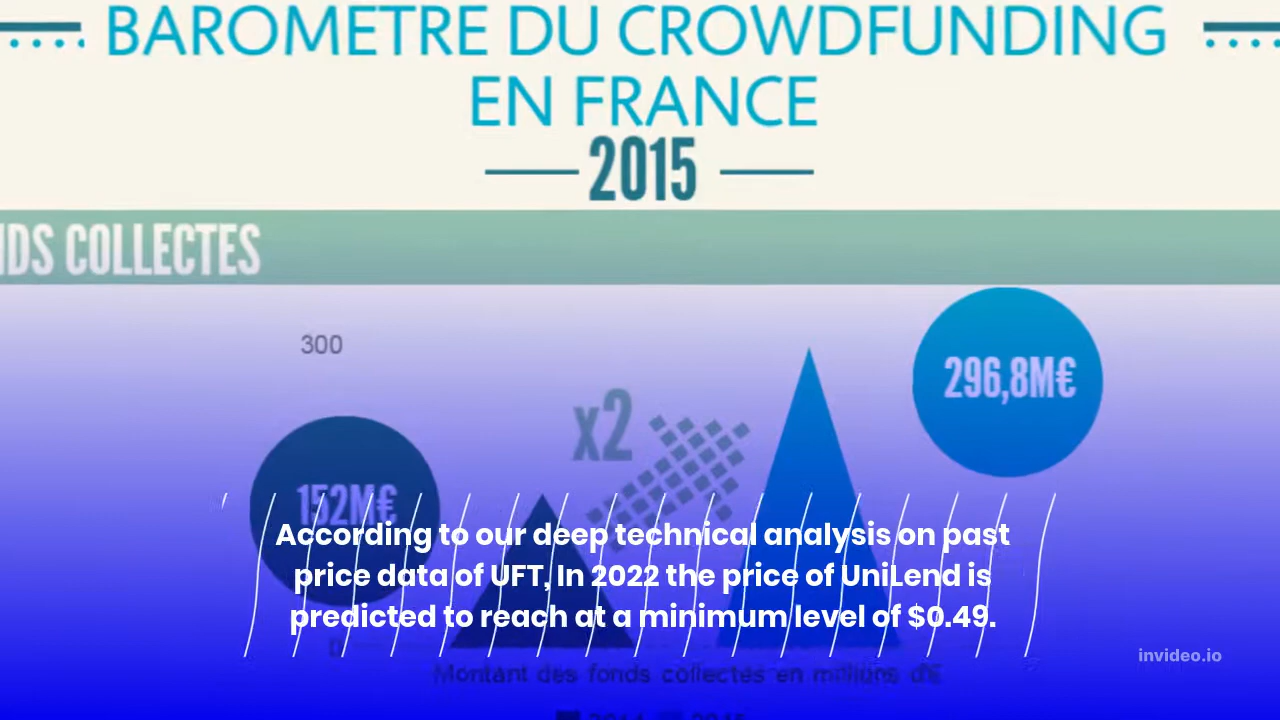 BAROMETRE DU CROWDFUNDING
EN FRANCE
2015
NDS COLLECTES
300
296,8M€
x2
152M€
According to our deep technical analysis on past
price data of UFT, In 2022 the price of UniLend is
predicted to reach at a minimum level of $0.49.
0
invideo.io
Montant des fonds collectes en millions d'€